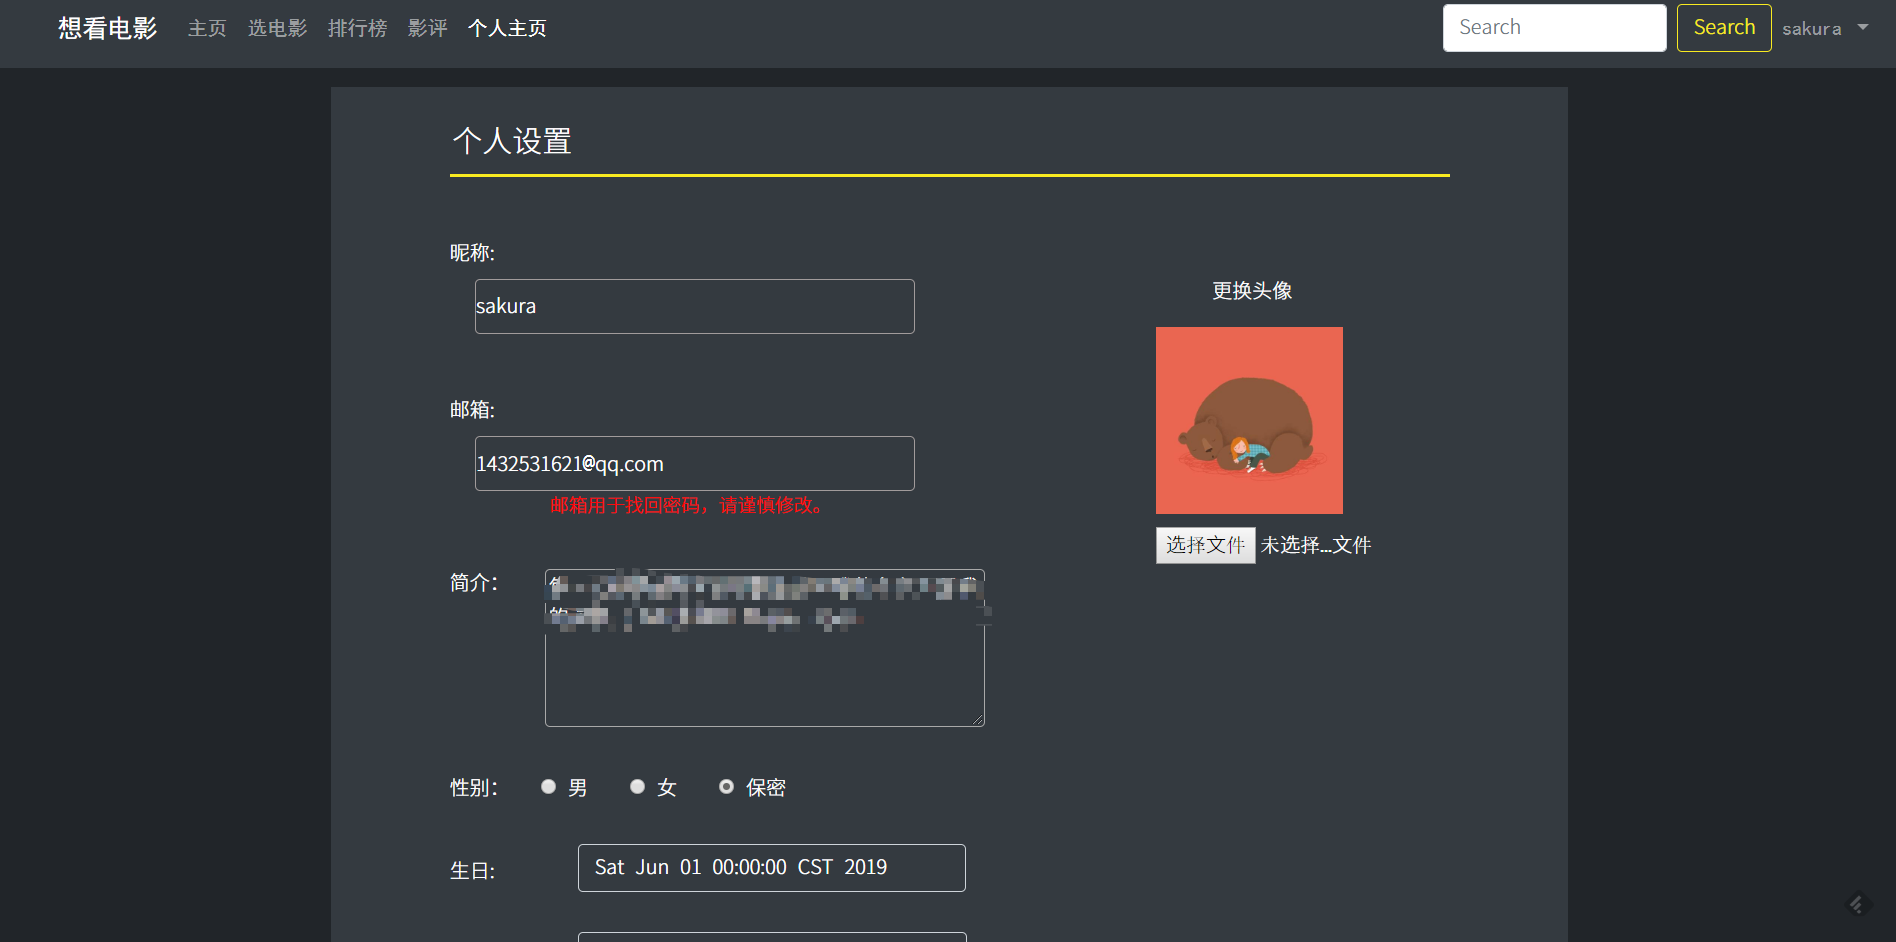 想看电影 主页 选电影 排行榜 影评 个人主页 Search Search sakura
个人设置
昵称:
sakura
更换头像
邮箱:
1432531621@qq.com
邮箱用于找回密码，请谨慎修改。
选择文件 未选择...文件
简介：
的
性别： 男 女 保密
生日: Sat Jun 01 00:00:00 CST 2019